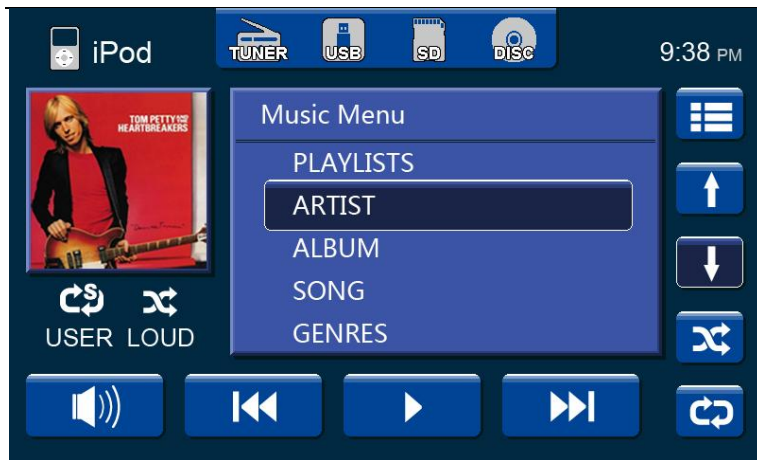 iPod
TUNER
USB
SD
DISC
9:38 PM
TOM PETTY AND THE
HEARTBREAKERS
Music Menu
PLAYLISTS
ARTIST
ALBUM
SONG
GENRES
S
USER LOUD